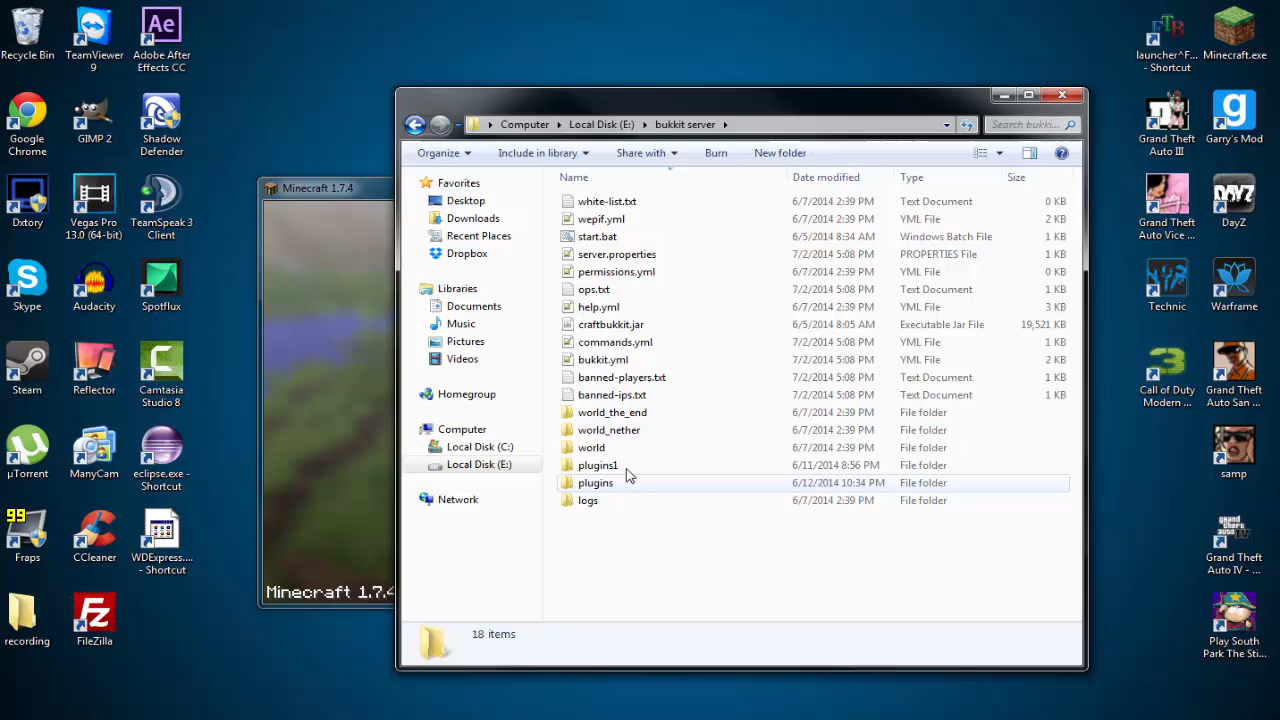 Recycle Bin
TeamViewer 9
Adobe After Effects CC
Google Chrome
GIMP 2
Shadow Defender
Dxtory
Vegas Pro 13.0 (64-bit)
TeamSpeak 3 Client
Skype
Audacity
Spotflux
Steam
Reflector
Camtasia Studio 8
µTorrent
ManyCam
eclipse.exe - Shortcut
99
Fraps
CCleaner
WDExpress.... - Shortcut
recording
FileZilla
Minecraft 1.7.4
Minecraft 1.7.4
Computer
Local Disk (E:)
bukkit server
Search bukki...
Organize
Include in library
Share with
Burn
New folder
Favorites
Desktop
Downloads
Recent Places
Dropbox
Libraries
Documents
Music
Pictures
Videos
Homegroup
Computer
Local Disk (C:)
Local Disk (E:)
Network
Name Date modified Type Size
white-list.txt 6/7/2014 2:39 PM Text Document 0 KB
wepif.yml 6/7/2014 2:39 PM YML File 2 KB
start.bat 6/5/2014 8:34 AM Windows Batch File 1 KB
server.properties 7/2/2014 5:08 PM PROPERTIES File 1 KB
permissions.yml 6/7/2014 2:39 PM YML File 0 KB
ops.txt 7/2/2014 5:08 PM Text Document 1 KB
help.yml 6/7/2014 2:39 PM YML File 3 KB
craftbukkit.jar 6/5/2014 8:05 AM Executable Jar File 19,521 KB
commands.yml 7/2/2014 5:08 PM YML File 1 KB
bukkit.yml 7/2/2014 5:08 PM YML File 2 KB
banned-players.txt 7/2/2014 5:08 PM Text Document 1 KB
banned-ips.txt 7/2/2014 5:08 PM Text Document 1 KB
world_the_end 6/7/2014 2:39 PM File folder
world_nether 6/7/2014 2:39 PM File folder
world 6/7/2014 2:39 PM File folder
plugins1 6/11/2014 8:56 PM File folder
plugins 6/12/2014 10:34 PM File folder
logs 6/7/2014 2:39 PM File folder
18 items
FTR
launcher^F... - Shortcut
Minecraft.exe
Grand Theft Auto III
Garry's Mod
Grand Theft Auto Vice ...
DAYZ
DayZ
Technic
Warframe
Call of Duty Modern ...
Grand Theft Auto San ...
samp
Grand Theft Auto IV - ...
Play South Park The Sti...